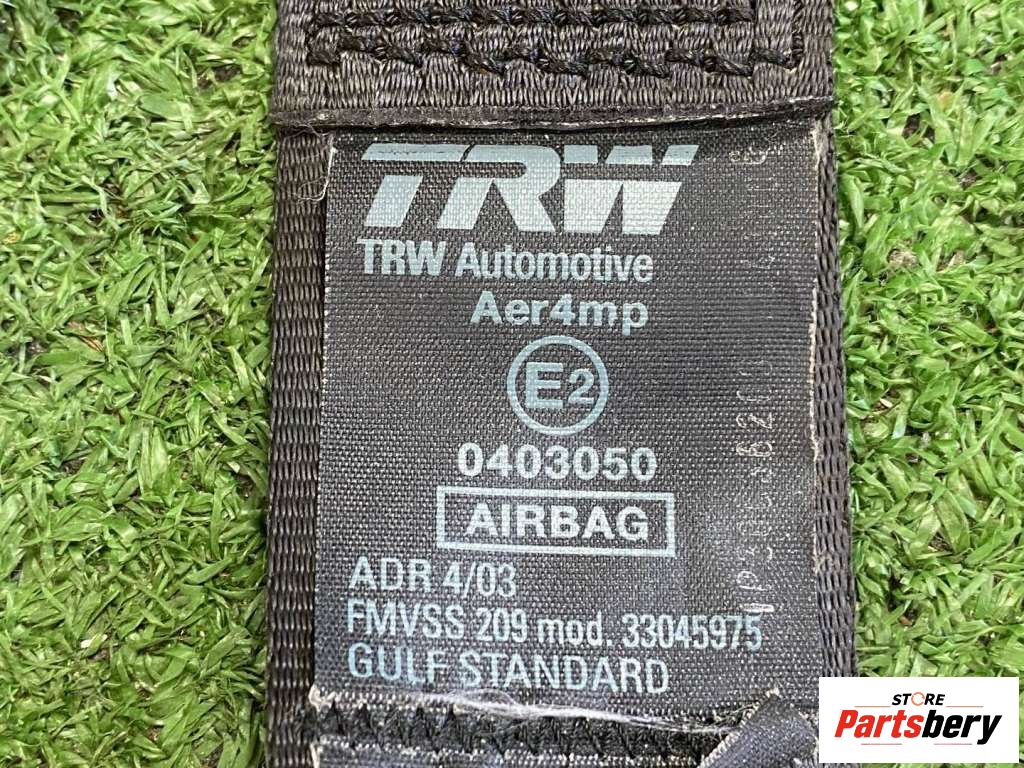 TRW
TRW Automotive
Aer4mp
E2
0403050
AIRBAG
ADR 4/03
FMVSS 209 mod. 33045975
GULF STANDARD
STORE
Partsbery